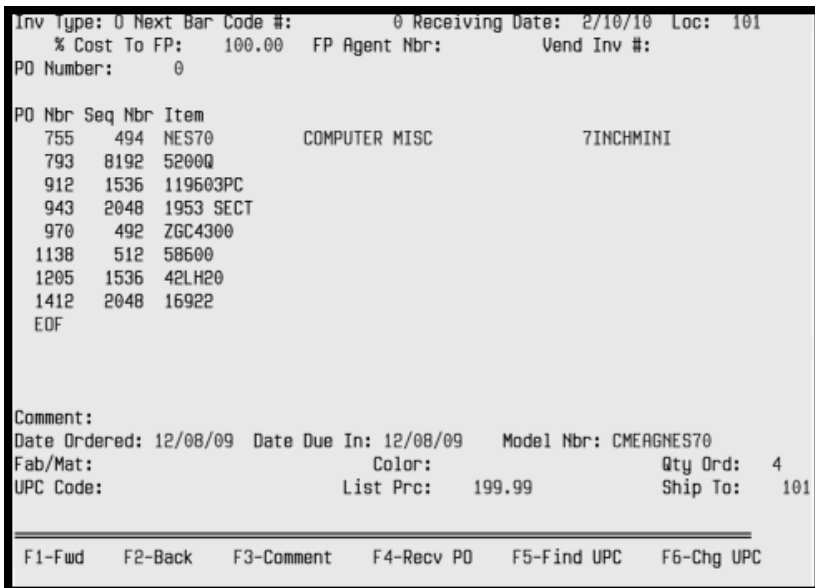 Inv Type: O Next Bar Code #: 0 Receiving Date: 2/10/10 Loc: 101
% Cost To FP: 100.00 FP Agent Nbr: Vend Inv #:
PO Number: 0
PO Nbr Seq Nbr Item
755 494 NES70 COMPUTER MISC 7INCHMINI
793 8192 5200Q
912 1536 119603PC
943 2048 1953 SECT
970 492 ZGC4300
1138 512 58600
1205 1536 42LH20
1412 2048 16922
EOF
Comment:
Date Ordered: 12/08/09 Date Due In: 12/08/09 Model Nbr: CMEAGNES70
Fab/Mat: Color: Qty Ord: 4
UPC Code: List Prc: 199.99 Ship To: 101
F1-Fwd F2-Back F3-Comment F4-Recv PO F5-Find UPC F6-Chg UPC